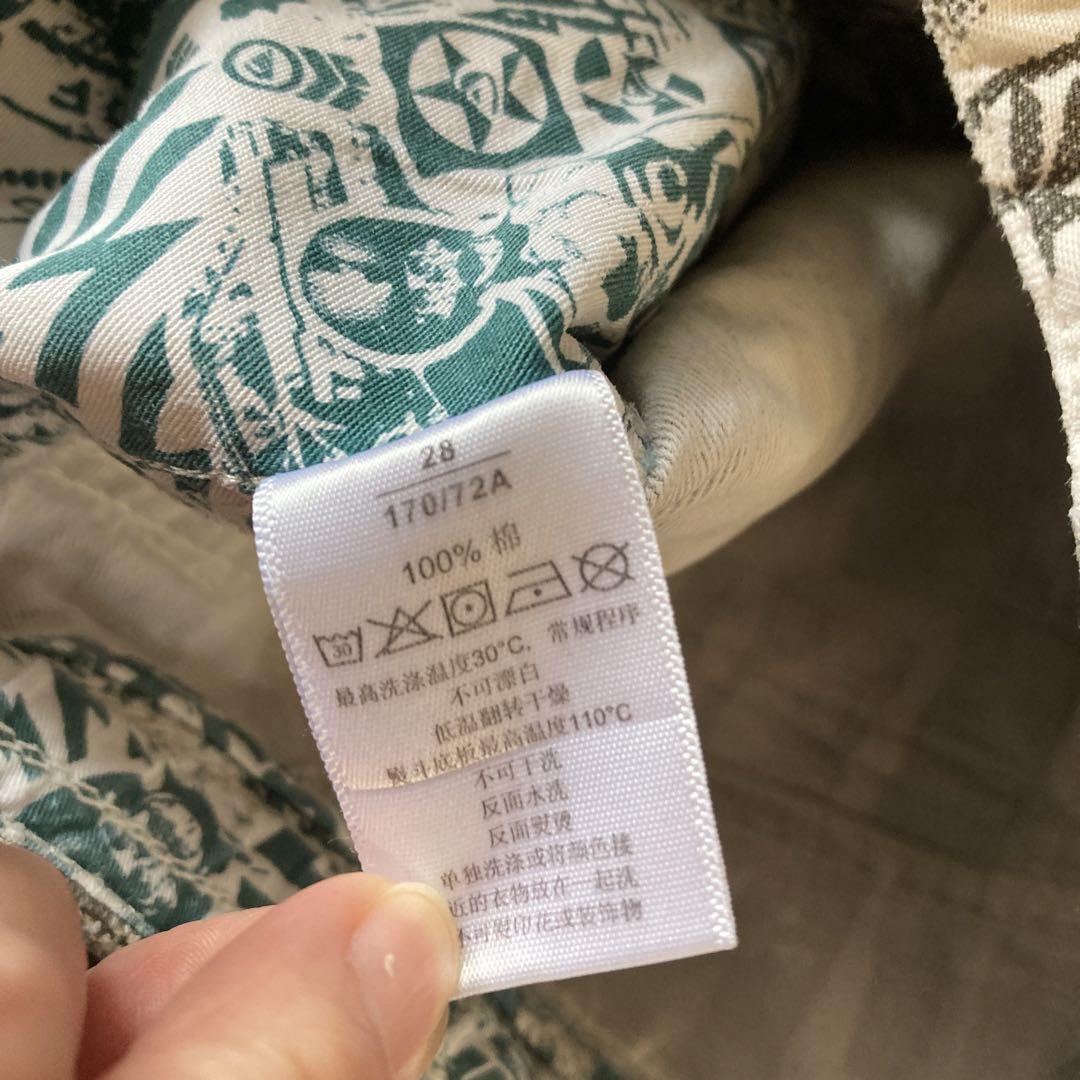 28
170/72A
100% 棉
30
最高洗涤温度30°C, 常规程序
不可漂白
低温翻转干燥
熨斗底板最高温度110°C
不可干洗
反面水洗
反面熨烫
单独洗涤或将颜色接
近的衣物放在一起洗
不可熨印花或装饰物